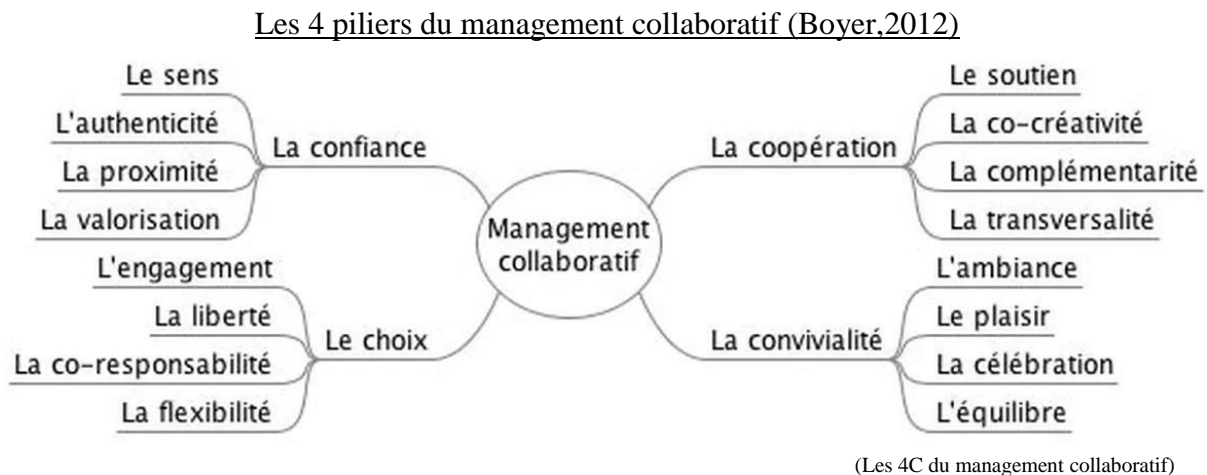 Les 4 piliers du management collaboratif (Boyer,2012)
Le sens
L'authenticité
La proximité
La valorisation
La confiance
L'engagement
La liberté
La co-responsabilité
La flexibilité
Le choix
Management
collaboratif
La coopération
Le soutien
La co-créativité
La complémentarité
La transversalité
La convivialité
L'ambiance
Le plaisir
La célébration
L'équilibre
(Les 4C du management collaboratif)